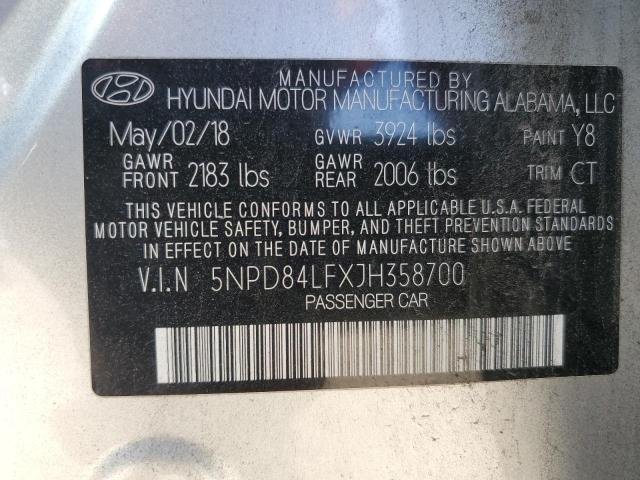 MANUFACTURED BY
HYUNDAI MOTOR MANUFACTURING ALABAMA, LLC
May/02/18 GVWR 3924 lbs PAINT Y8
GAWR FRONT 2183 lbs GAWR REAR 2006 lbs TRIM CT
THIS VEHICLE CONFORMS TO ALL APPLICABLE U.S.A. FEDERAL
MOTOR VEHICLE SAFETY, BUMPER, AND THEFT PREVENTION STANDARDS
IN EFFECT ON THE DATE OF MANUFACTURE SHOWN ABOVE.
V.I.N 5NPD84LFXJH358700
PASSENGER CAR